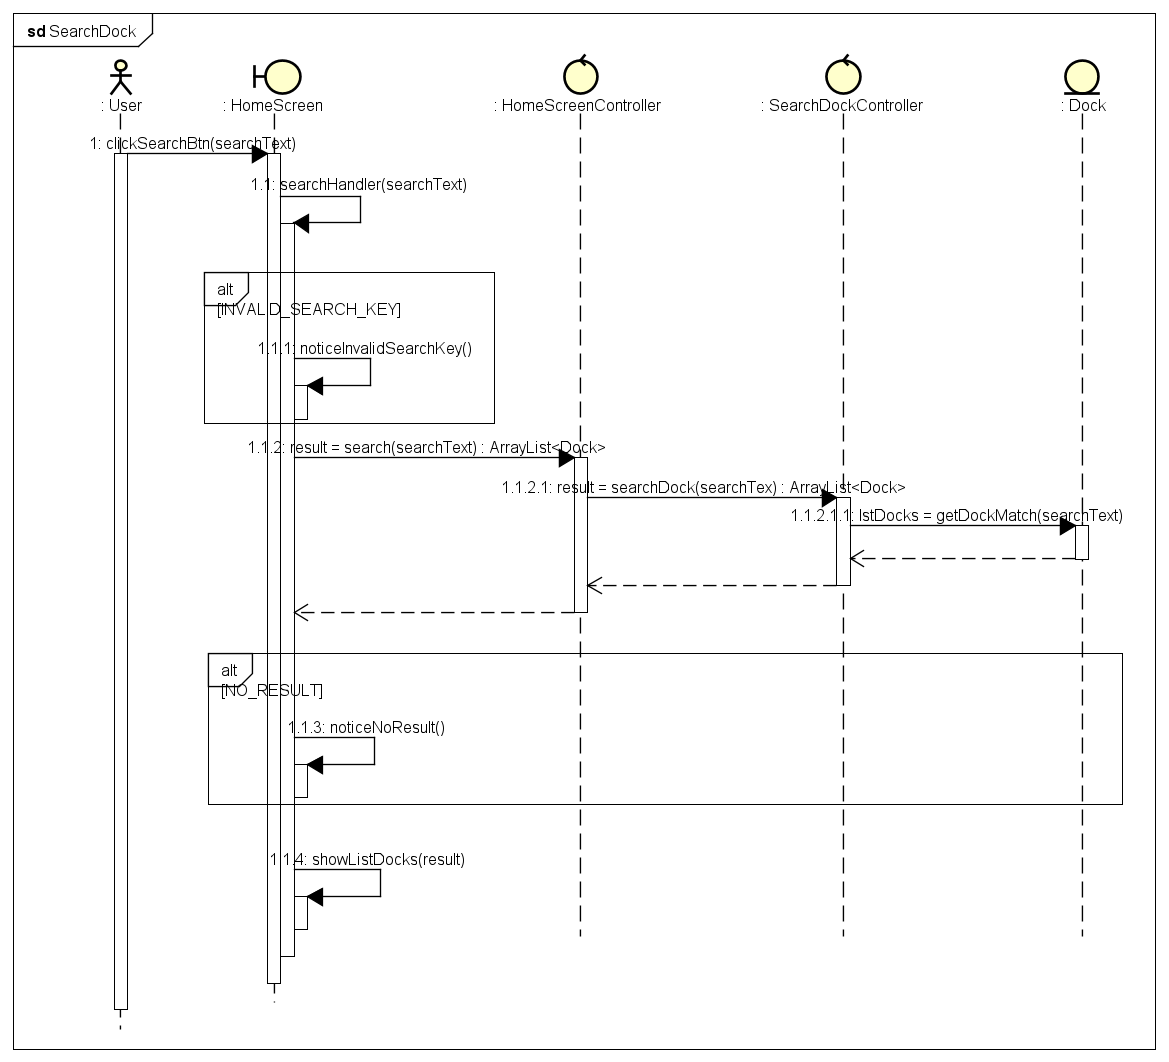 sd SearchDock
: User
: HomeScreen
: HomeScreenController
: SearchDockController
: Dock
1: clickSearchBtn(searchText)
1.1: searchHandler(searchText)
alt
[INVALID_SEARCH_KEY]
1.1.1: noticeInvalidSearchKey()
1.1.2: result = search(searchText) : ArrayList<Dock>
1.1.2.1: result = searchDock(searchTex) : ArrayList<Dock>
1.1.2.1.1: lstDocks = getDockMatch(searchText)
alt
[NO_RESULT]
1.1.3: noticeNoResult()
1.1.4: showListDocks(result)